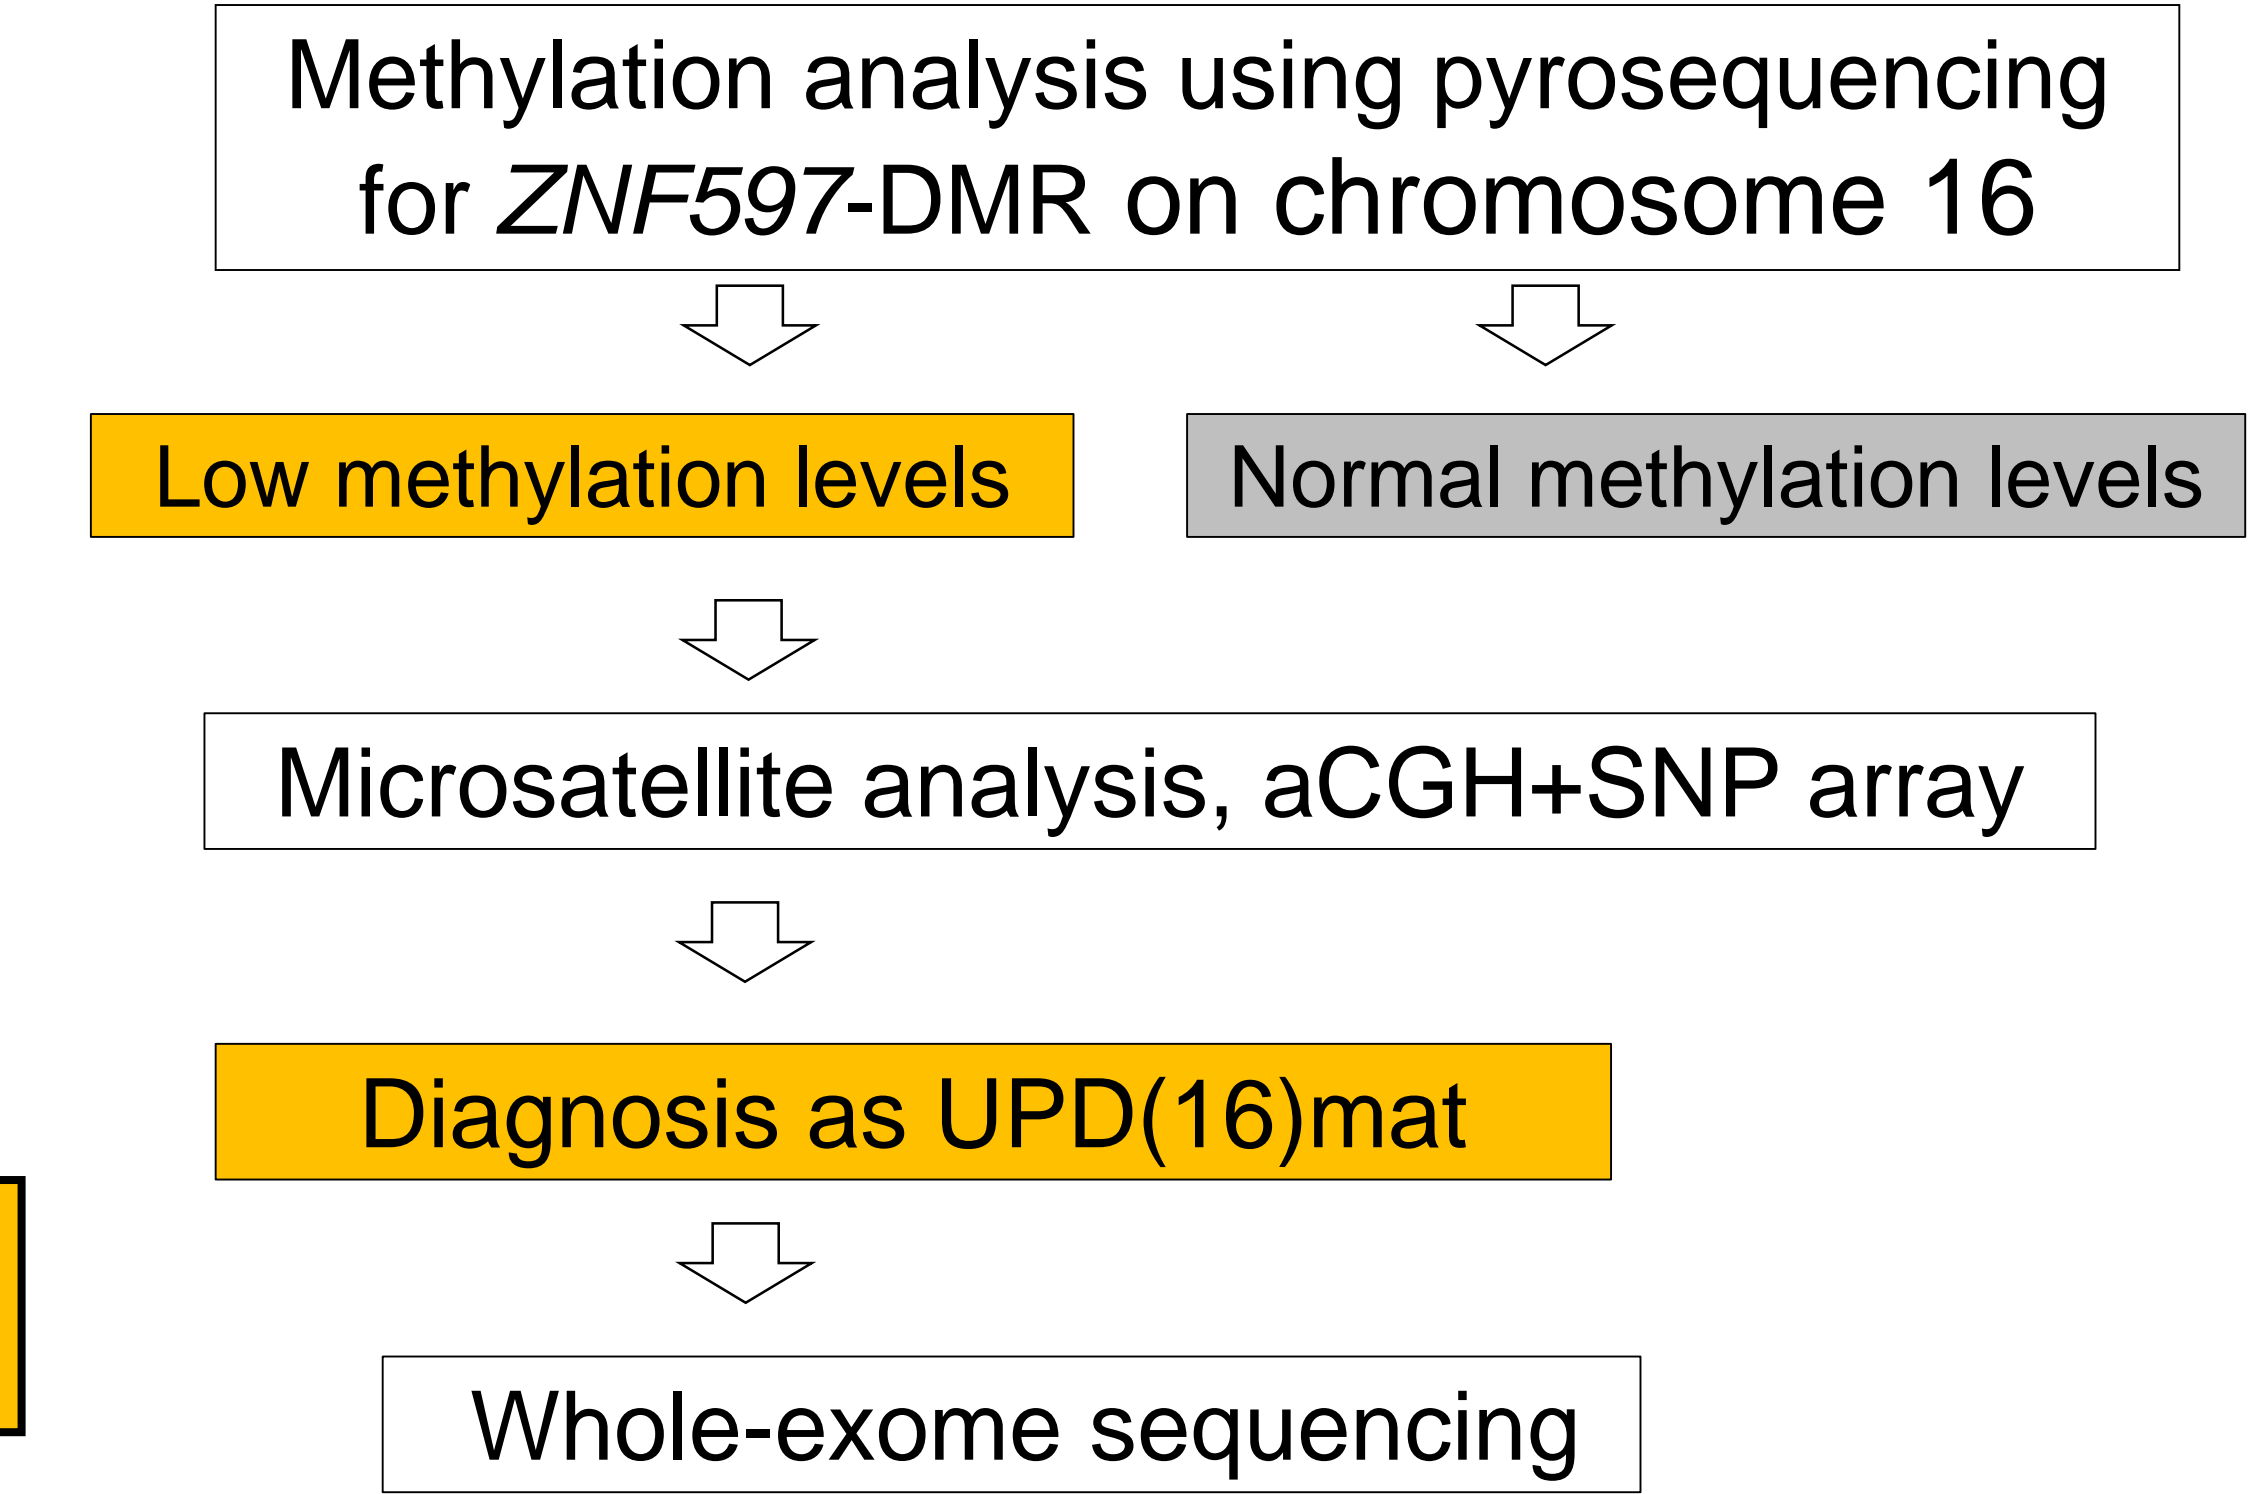 Methylation analysis using pyrosequencing
for ZNF597-DMR on chromosome 16
Low methylation levels
Normal methylation levels
Microsatellite analysis, aCGH+SNP array
Diagnosis as UPD(16)mat
Whole-exome sequencing